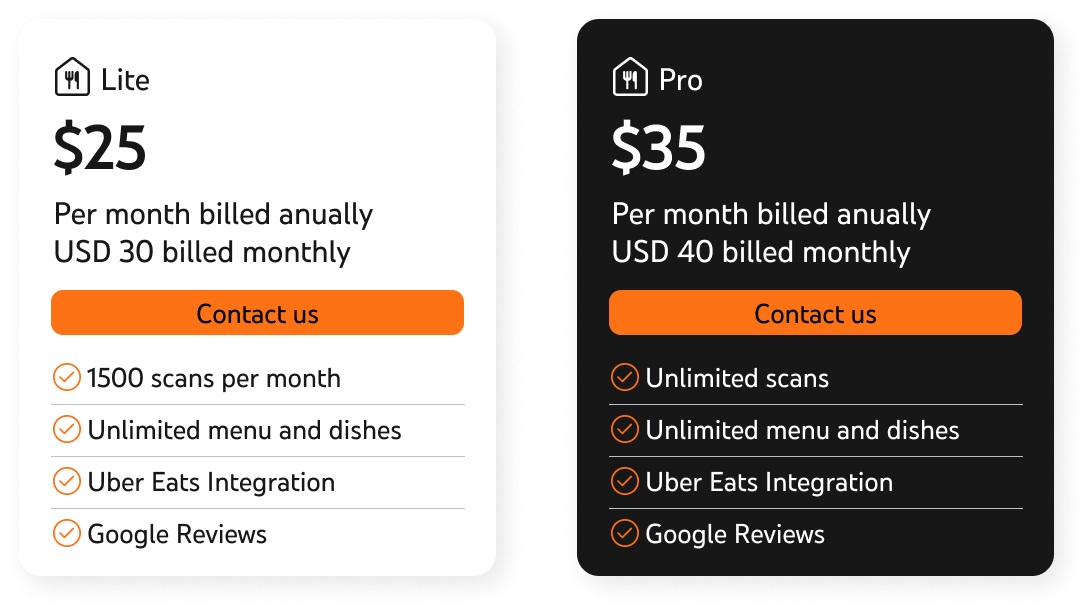 Lite
$25
Per month billed anually
USD 30 billed monthly
Contact us
1500 scans per month
Unlimited menu and dishes
Uber Eats Integration
Google Reviews
Pro
$35
Per month billed anually
USD 40 billed monthly
Contact us
Unlimited scans
Unlimited menu and dishes
Uber Eats Integration
Google Reviews